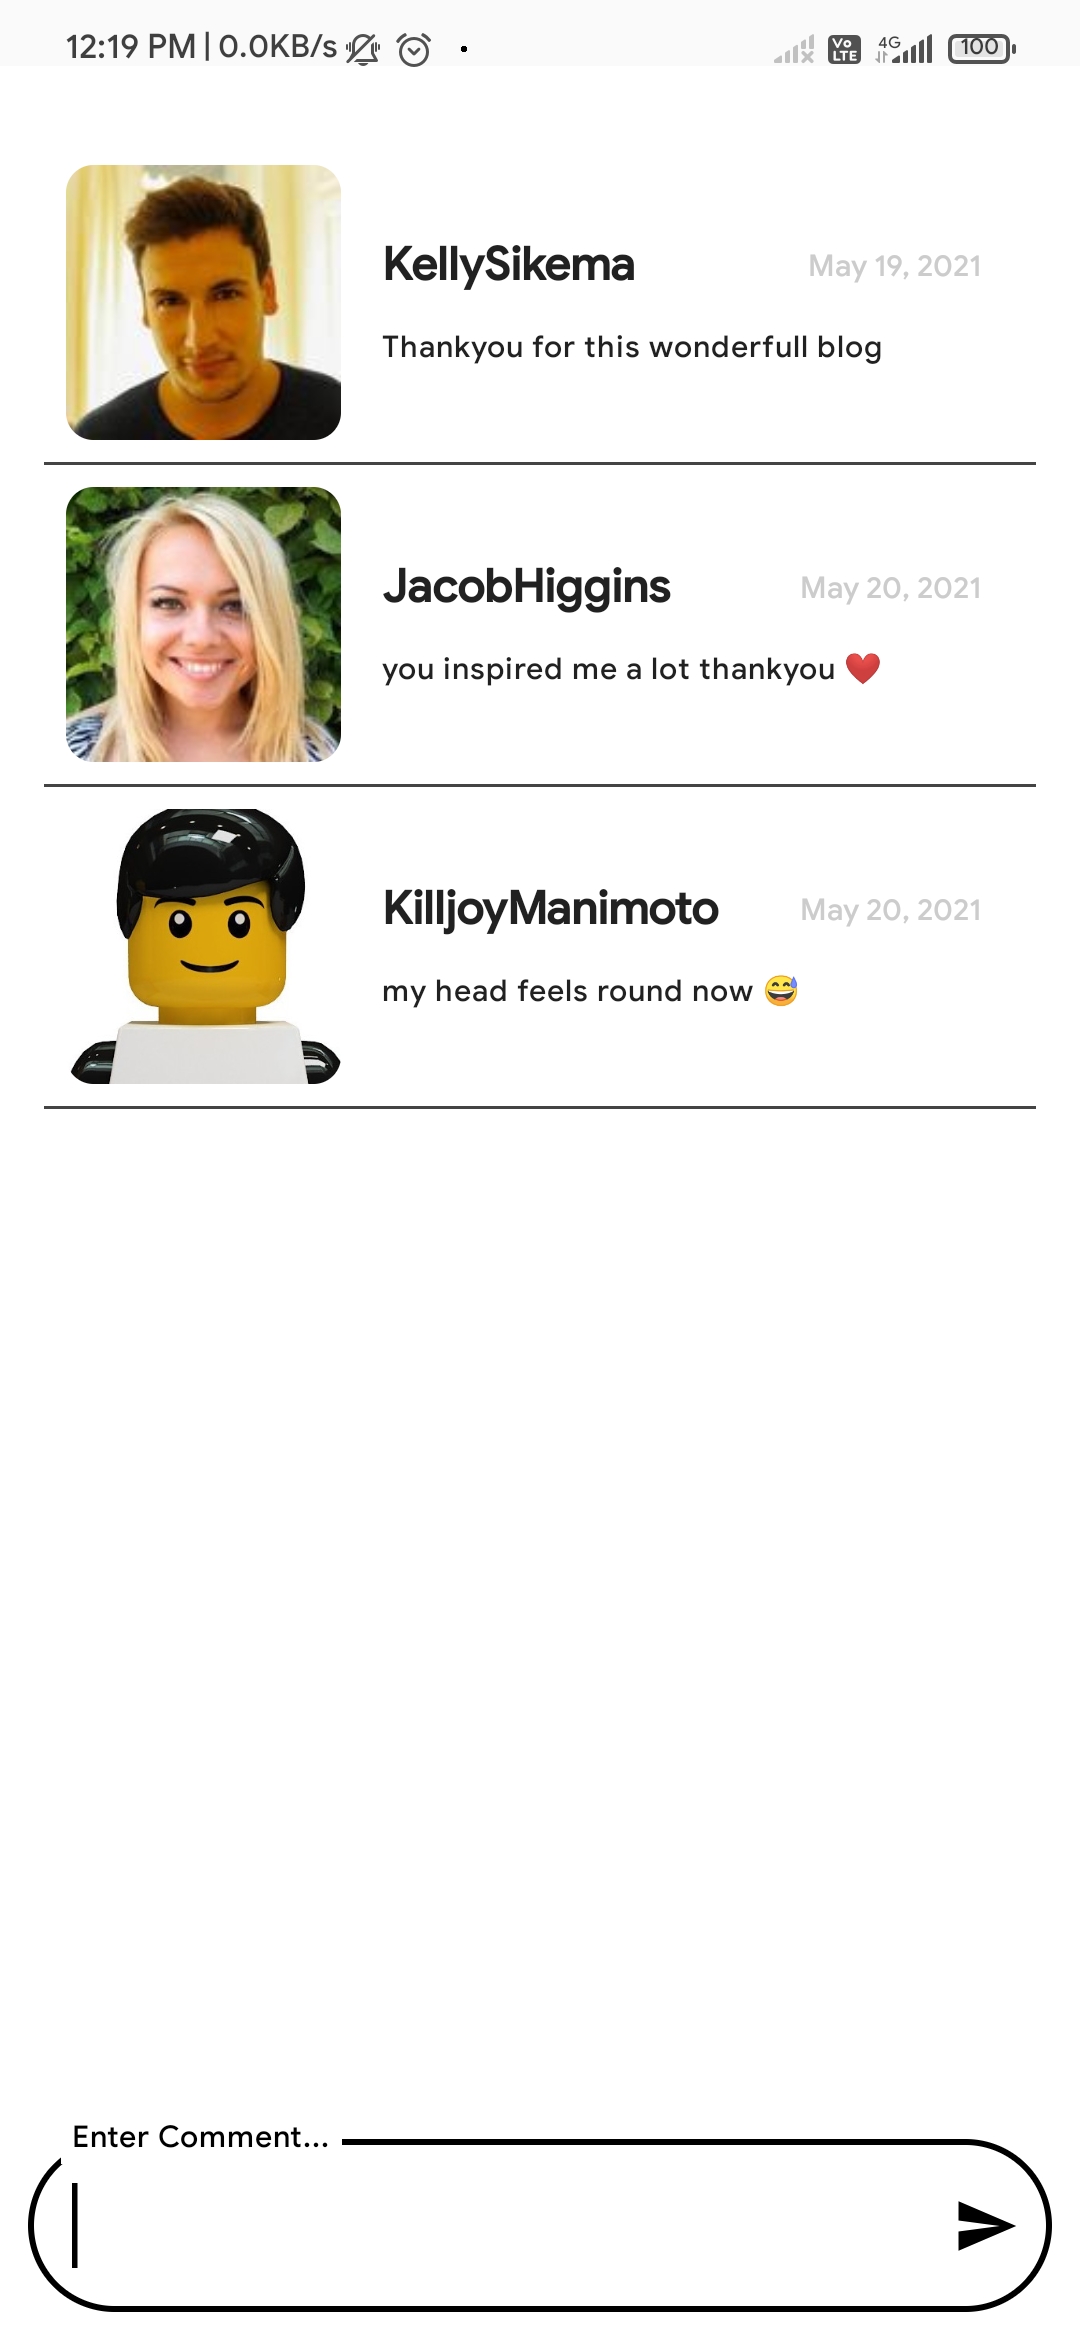 12:19 PM | 0.0KB/s Vo LTE 4G 100
KellySikema May 19, 2021
Thankyou for this wonderfull blog
JacobHiggins May 20, 2021
you inspired me a lot thankyou ❤️
KilljoyManimoto May 20, 2021
my head feels round now 😅
Enter Comment...